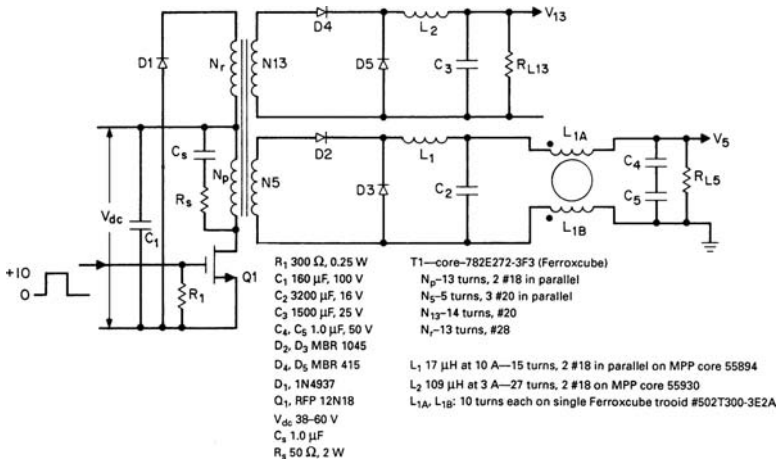 D4
L2
V13
D1
Nr
N13
D5
C3
RL13
D2
L1
L1A
V5
Cs
Np
N5
D3
C2
C4
C5
RL5
Rs
L1B
Vdc
C1
+10
0
R1
Q1
R1 300 Ω, 0.25 W
C1 160 μF, 100 V
C2 3200 μF, 16 V
C3 1500 μF, 25 V
C4, C5 1.0 μF, 50 V
D2, D3 MBR 1045
D4, D5 MBR 415
D1, 1N4937
Q1, RFP 12N18
Vdc 38–60 V
Cs 1.0 μF
Rs 50 Ω, 2 W
T1—core-782E272-3F3 (Ferroxcube)
Np–13 turns, 2 #18 in parallel
N5–5 turns, 3 #20 in parallel
N13–14 turns, #20
Nr–13 turns, #28
L1 17 μH at 10 A—15 turns, 2 #18 in parallel on MPP core 55894
L2 109 μH at 3 A—27 turns, 2 #18 on MPP core 55930
L1A, L1B: 10 turns each on single Ferroxcube trooid #502T300-3E2A